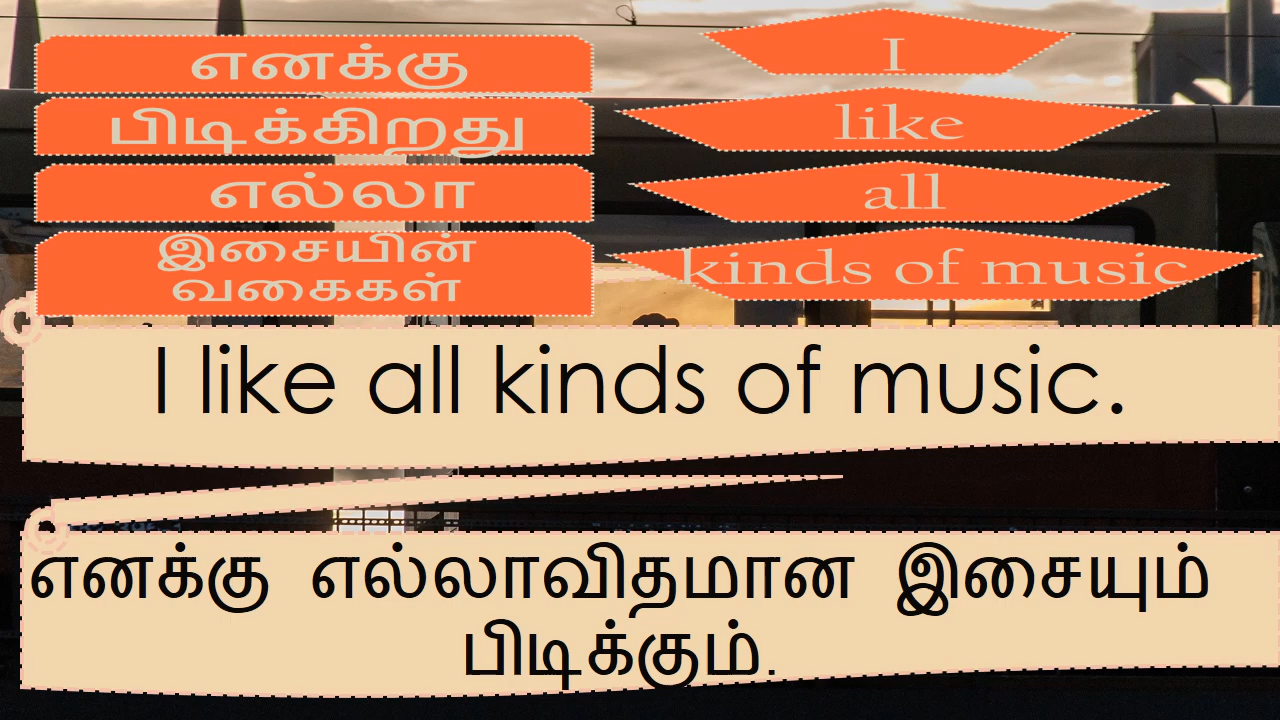 எனக்கு
I
பிடிக்கிறது
like
எல்லா
all
இசையின்
வகைகள்
kinds of music
I like all kinds of music.
எனக்கு எல்லாவிதமான இசையும்
பிடிக்கும்.